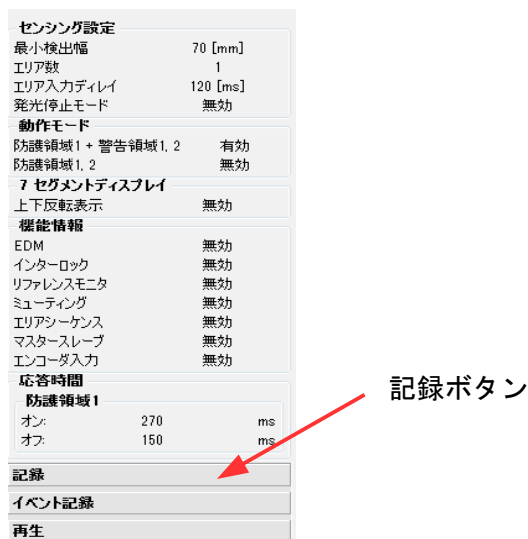 センシング設定
最小検出幅 70 [mm]
エリア数 1
エリア入力ディレイ 120 [ms]
発光停止モード 無効
動作モード
防護領域1 + 警告領域1, 2 有効
防護領域1, 2 無効
7 セグメントディスプレイ
上下反転表示 無効
機能情報
EDM 無効
インターロック 無効
リファレンスモニタ 無効
ミューティング 無効
エリアシーケンス 無効
マスタースレーブ 無効
エンコーダ入力 無効
応答時間
防護領域1
オン: 270 ms
オフ: 150 ms
記録
イベント記録
再生
記録ボタン